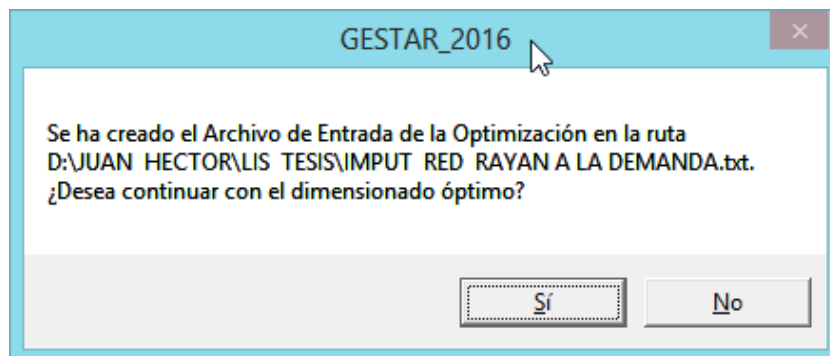 GESTAR_2016
Se ha creado el Archivo de Entrada de la Optimización en la ruta
D:\JUAN HECTOR\LIS TESIS\IMPUT RED RAYAN A LA DEMANDA.txt.
¿Desea continuar con el dimensionado óptimo?
Sí No